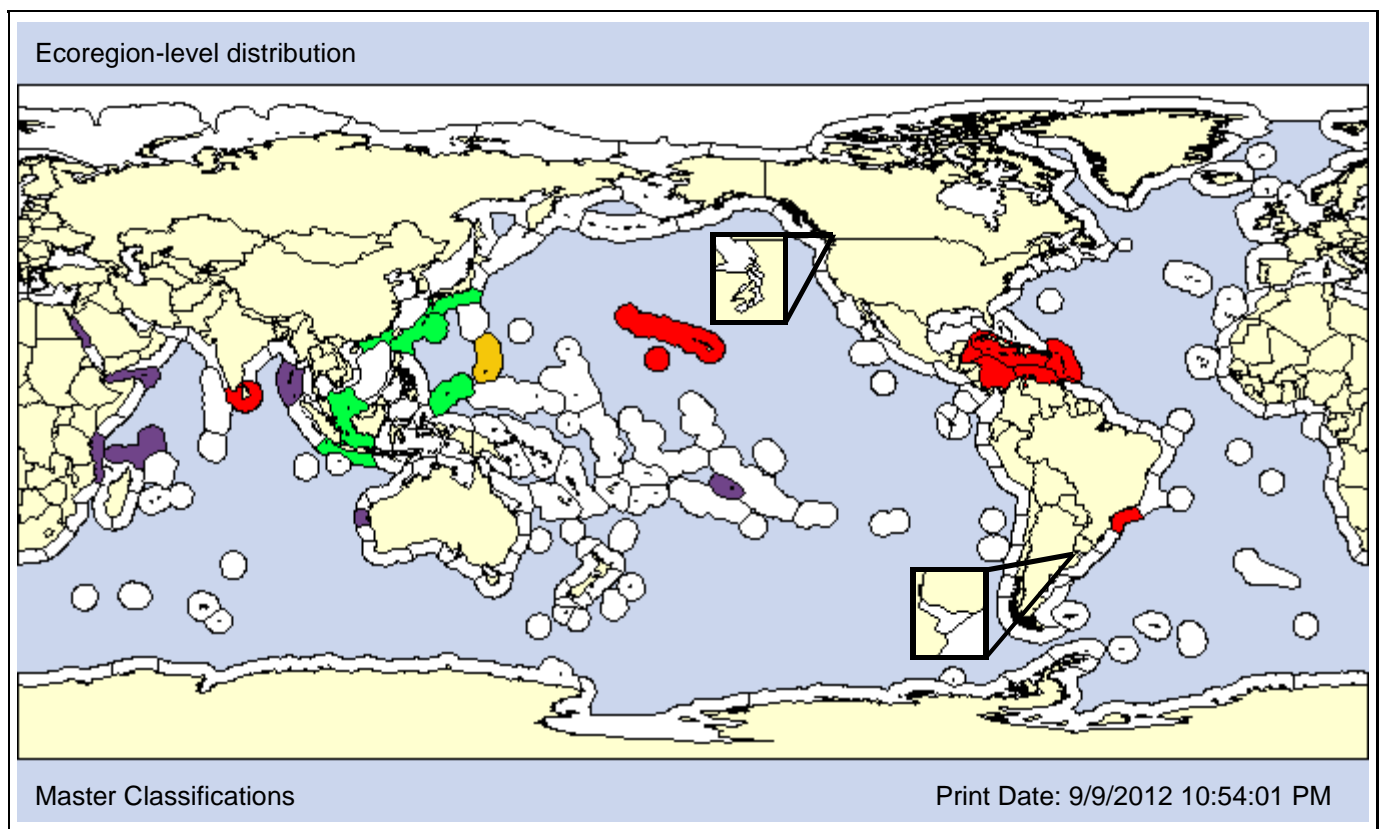 Ecoregion-level distribution
Master Classifications
Print Date: 9/9/2012 10:54:01 PM